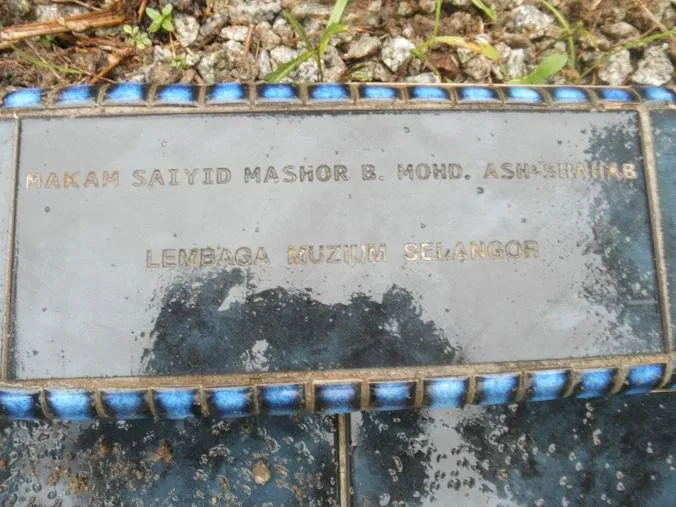 MAKAM SAIYID MASHOR B. MOHD. ASH-SHAHAB
LEMBAGA MUZIUM SELANGOR